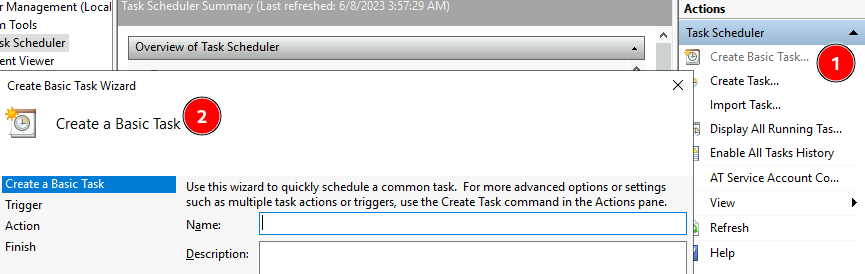 r Management (Local
Task Scheduler Summary (Last refreshed: 6/8/2023 3:57:29 AM)
Actions
m Tools
sk Scheduler
ent Viewer
Overview of Task Scheduler
Task Scheduler
Create Basic Task...
1
Create Task...
Import Task...
Display All Running Tas...
Enable All Tasks History
AT Service Account Co...
View
Refresh
Help
Create Basic Task Wizard
Create a Basic Task
2
Create a Basic Task
Trigger
Action
Finish
Use this wizard to quickly schedule a common task. For more advanced options or settings
such as multiple task actions or triggers, use the Create Task command in the Actions pane.
Name:
Description: